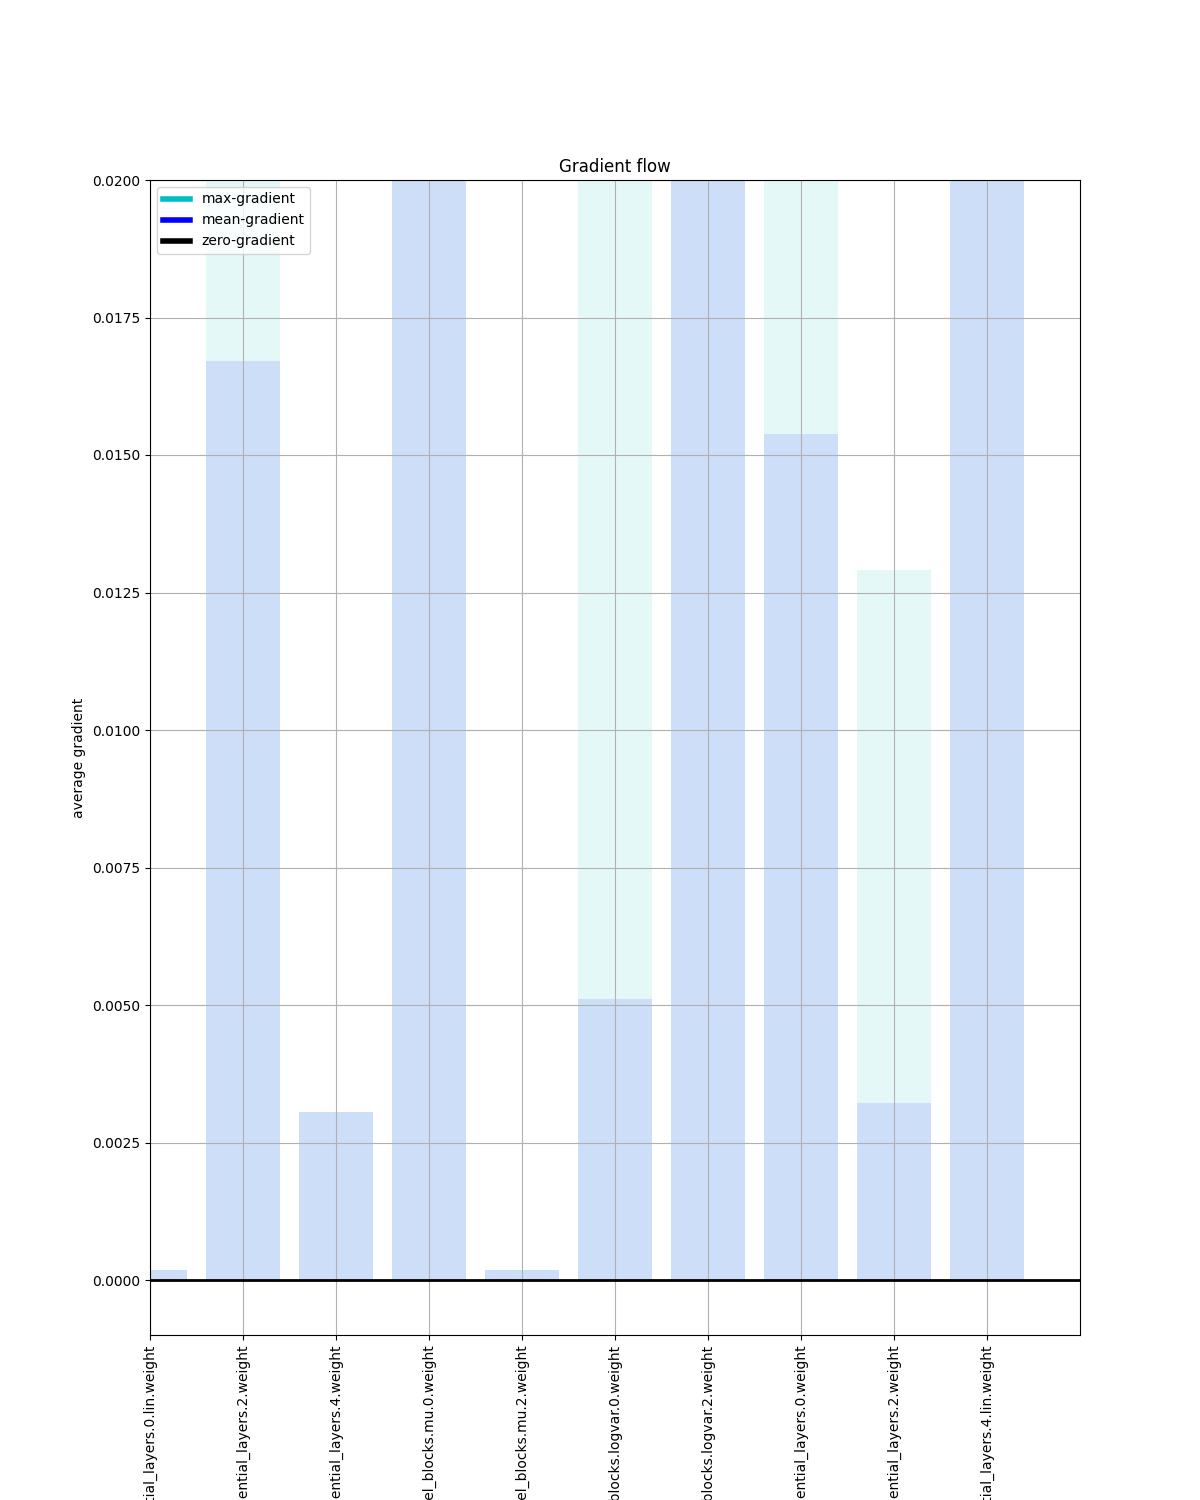 Gradient flow
max-gradient
mean-gradient
zero-gradient
0.0200
0.0175
0.0150
0.0125
0.0100
0.0075
0.0050
0.0025
0.0000
average gradient
tial_layers.0.lin.weight
ential_layers.2.weight
ential_layers.4.weight
el_blocks.mu.0.weight
el_blocks.mu.2.weight
blocks.logvar.0.weight
blocks.logvar.2.weight
ential_layers.0.weight
ential_layers.2.weight
tial_layers.4.lin.weight